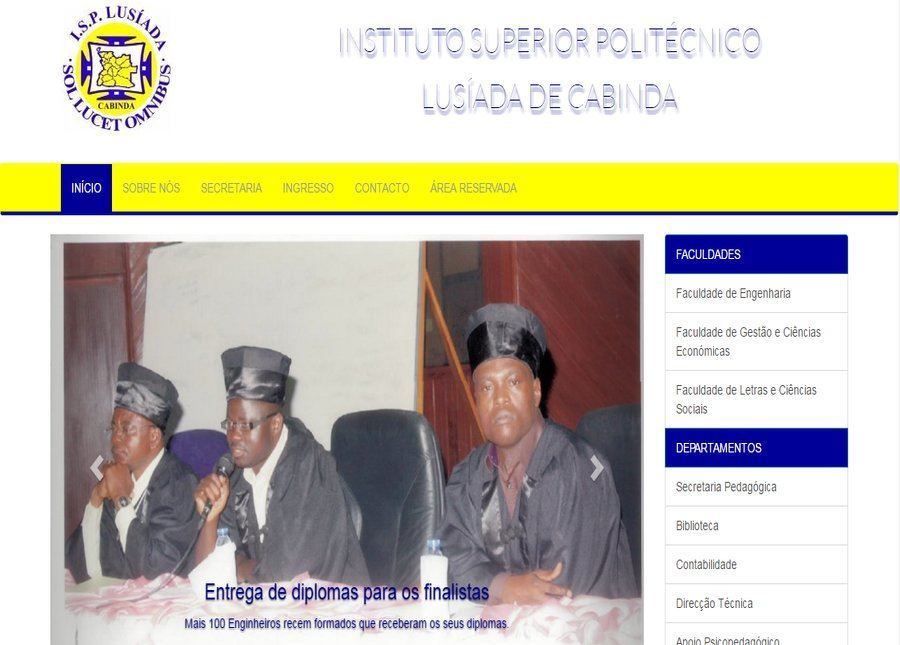 I.S.P. LUSÍADA
CABINDA
SOL LUCET OMNIBUS
INSTITUTO SUPERIOR POLITÉCNICO
LUSÍADA DE CABINDA
INÍCIO SOBRE NÓS SECRETARIA INGRESSO CONTACTO ÁREA RESERVADA
Entrega de diplomas para os finalistas
Mais 100 Enginheiros recem formados que receberam os seus diplomas.
FACULDADES
Faculdade de Engenharia
Faculdade de Gestão e Ciências
Económicas
Faculdade de Letras e Ciências
Sociais
DEPARTAMENTOS
Secretaria Pedagógica
Biblioteca
Contabilidade
Direcção Técnica
Apoio Psicopedagógico